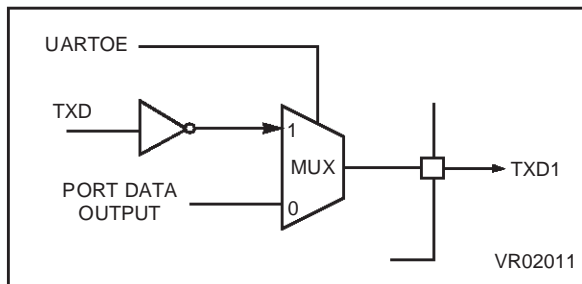 UARTOE
TXD
1
MUX
TXD1
PORT DATA
OUTPUT
0
VR02011